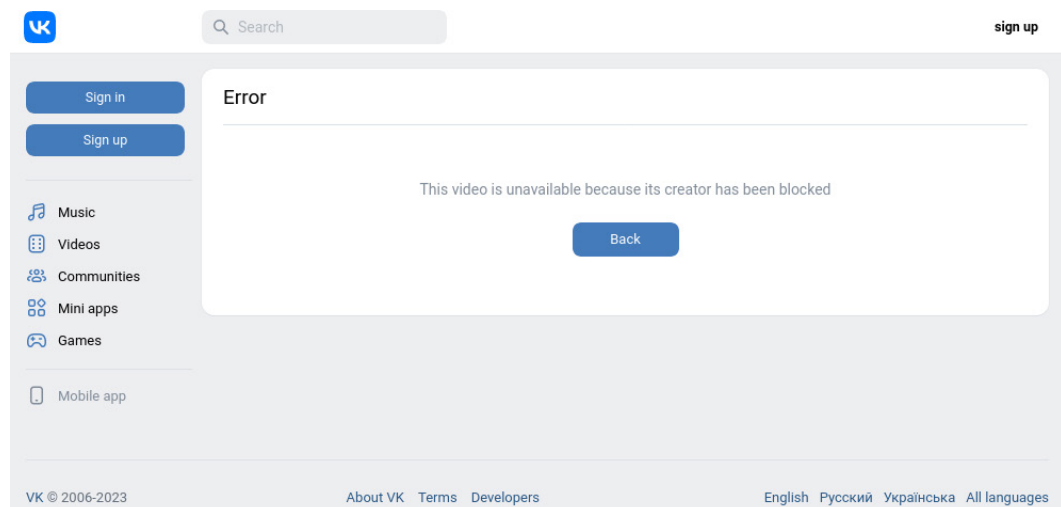 Search
sign up
Sign in
Sign up
Music
Videos
Communities
Mini apps
Games
Mobile app
Error
This video is unavailable because its creator has been blocked
Back
VK © 2006-2023
About VK Terms Developers
English Русский Українська All languages